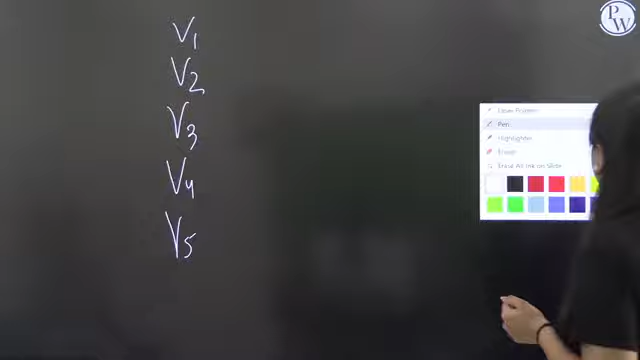 V1
V2
V3
V4
V5
PW
Laser Pointer
Pen
Highlighter
Eraser
Erase All Ink on Slide